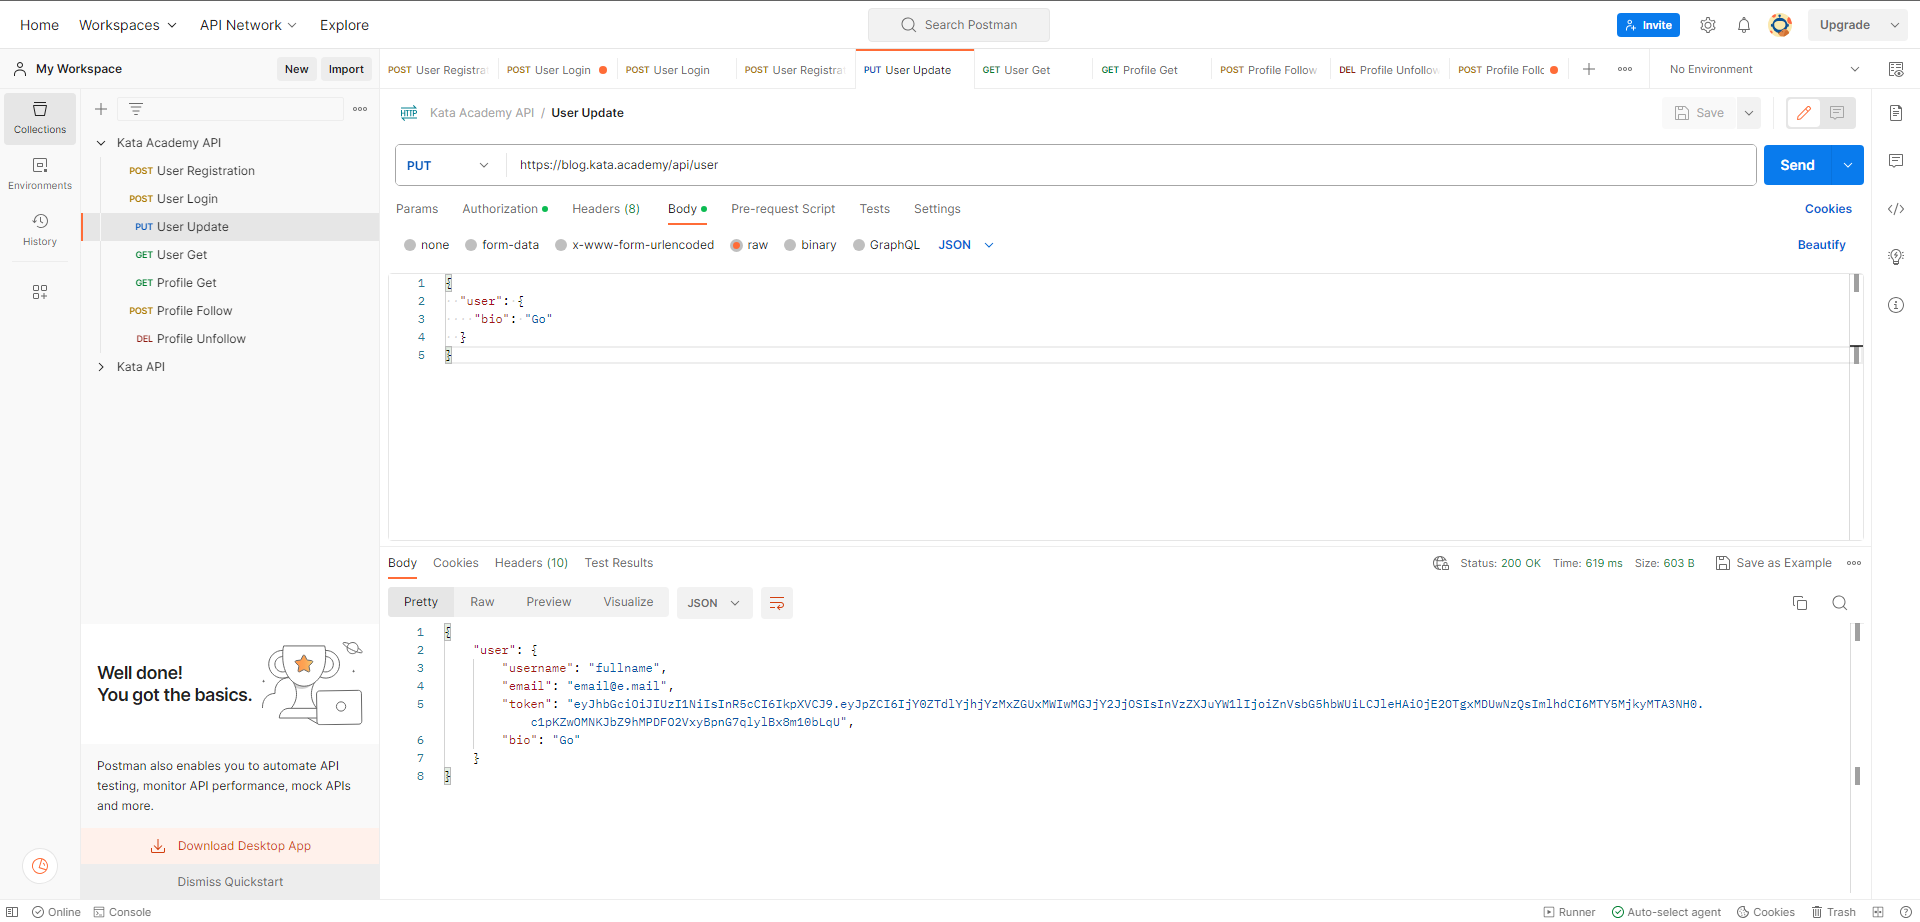 Home Workspaces API Network Explore Search Postman Invite Upgrade
My Workspace New Import
POST User Registra POST User Login POST User Login POST User Registra PUT User Update GET User Get GET Profile Get POST Profile Follow DEL Profile Unfollow POST Profile Follo No Environment
Collections
Environments
History
Kata Academy API
POST User Registration
POST User Login
PUT User Update
GET User Get
GET Profile Get
POST Profile Follow
DEL Profile Unfollow
Kata API
Well done!
You got the basics.
Postman also enables you to automate API
testing, monitor API performance, mock APIs
and more.
Download Desktop App
Dismiss Quickstart
HTTP Kata Academy API / User Update Save
PUT https://blog.kata.academy/api/user Send
Params Authorization Headers (8) Body Pre-request Script Tests Settings Cookies
none form-data x-www-form-urlencoded raw binary GraphQL JSON Beautify
1 {
2 "user": {
3 "bio": "Go"
4 }
5 }
Body Cookies Headers (10) Test Results Status: 200 OK Time: 619 ms Size: 603 B Save as Example
Pretty Raw Preview Visualize JSON
1 {
2 "user": {
3 "username": "fullname",
4 "email": "email@e.mail",
5 "token": "eyJhbGciOiJIUzI1NiIsInR5cCI6IkpXVCJ9.eyJpZCI6IjY0ZTdlYjhjYzMxZGUxMWIwMGJjY2JjOSIsInVzZXJuYW1lIjoiZnVsbG5hbWUiLCJleHAiOjE2OTgxMDUwNzQsImlhdCI6MTY5MjkyMTA3NH0.
c1pKZwOMNKJbZ9hMPDFO2VxyBpnG7qlylBx8m10bLqU",
6 "bio": "Go"
7 }
8 }
Online Console Runner Auto-select agent Cookies Trash